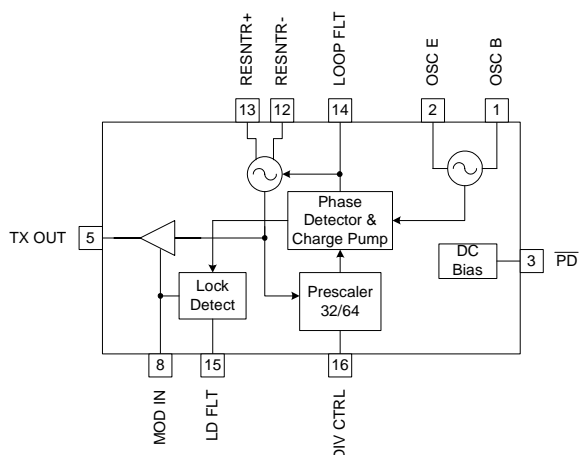 RESNTR+
RESNTR-
LOOP FLT
OSC E
OSC B
13
12
14
2
1
Phase
Detector &
Charge Pump
TX OUT
5
DC
Bias
3
PD
Lock
Detect
Prescaler
32/64
8
15
16
MOD IN
LD FLT
DIV CTRL